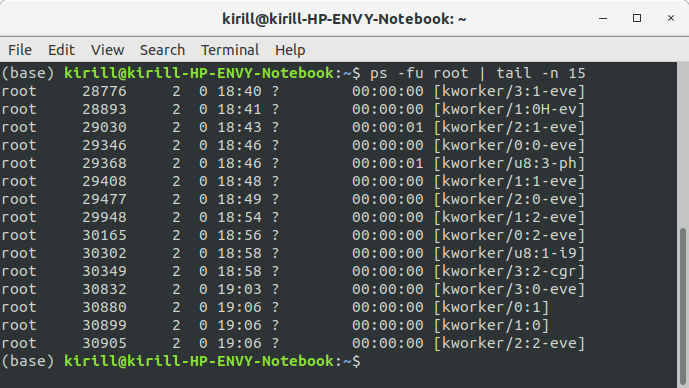 kirill@kirill-HP-ENVY-Notebook: ~
File Edit View Search Terminal Help
(base) kirill@kirill-HP-ENVY-Notebook:~$ ps -fu root | tail -n 15
root     28776     2  0 18:40 ?        00:00:00 [kworker/3:1-eve]
root     28893     2  0 18:41 ?        00:00:00 [kworker/1:0H-ev]
root     29030     2  0 18:43 ?        00:00:01 [kworker/2:1-eve]
root     29346     2  0 18:46 ?        00:00:00 [kworker/0:0-eve]
root     29368     2  0 18:46 ?        00:00:01 [kworker/u8:3-ph]
root     29408     2  0 18:48 ?        00:00:00 [kworker/1:1-eve]
root     29477     2  0 18:49 ?        00:00:00 [kworker/2:0-eve]
root     29948     2  0 18:54 ?        00:00:00 [kworker/1:2-eve]
root     30165     2  0 18:56 ?        00:00:00 [kworker/0:2-eve]
root     30302     2  0 18:58 ?        00:00:00 [kworker/u8:1-i9]
root     30349     2  0 18:58 ?        00:00:00 [kworker/3:2-cgr]
root     30832     2  0 19:03 ?        00:00:00 [kworker/3:0-eve]
root     30880     2  0 19:06 ?        00:00:00 [kworker/0:1]
root     30899     2  0 19:06 ?        00:00:00 [kworker/1:0]
root     30905     2  0 19:06 ?        00:00:00 [kworker/2:2-eve]
(base) kirill@kirill-HP-ENVY-Notebook:~$